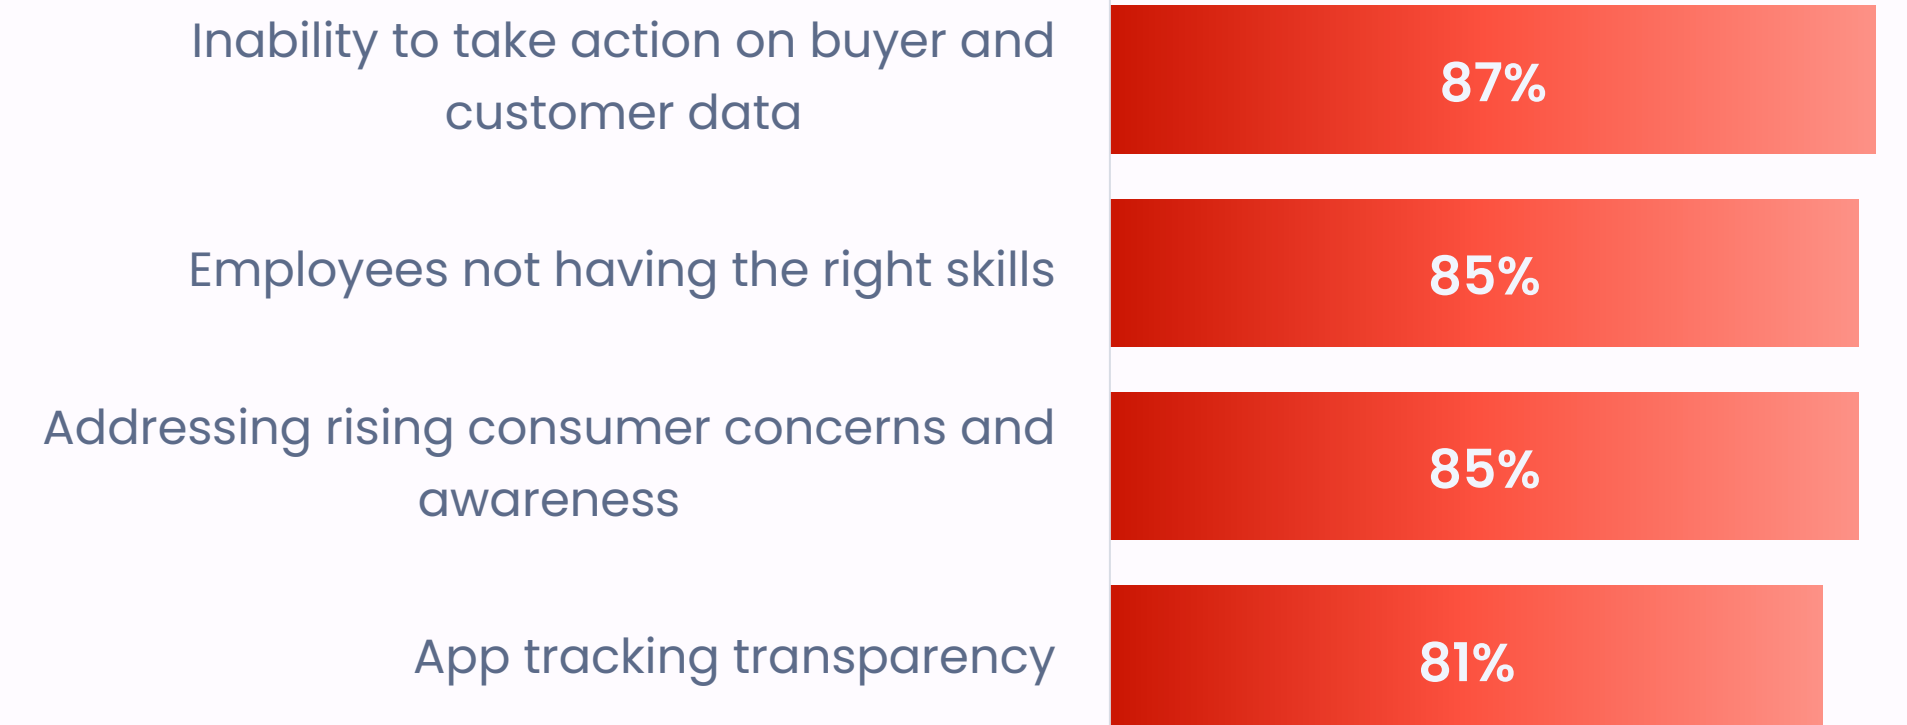 Inability to take action on buyer and
customer data
87%
Employees not having the right skills
85%
Addressing rising consumer concerns and
awareness
85%
App tracking transparency
81%